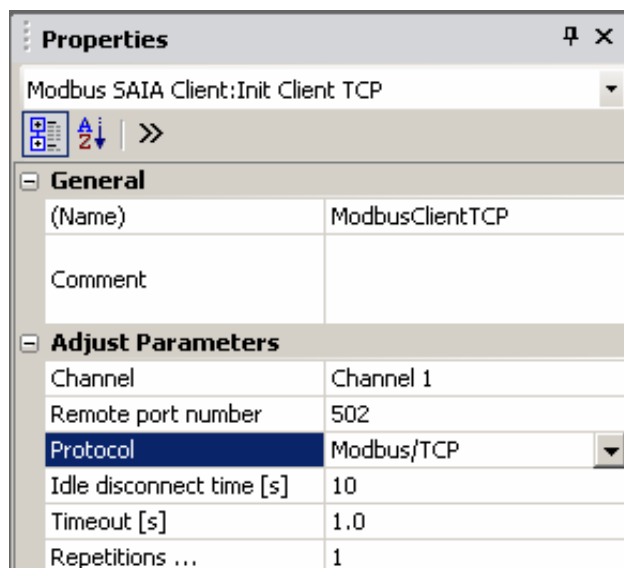 Properties
Modbus SAIA Client:Init Client TCP
General
(Name) ModbusClientTCP
Comment
Adjust Parameters
Channel Channel 1
Remote port number 502
Protocol Modbus/TCP
Idle disconnect time [s] 10
Timeout [s] 1.0
Repetitions ... 1